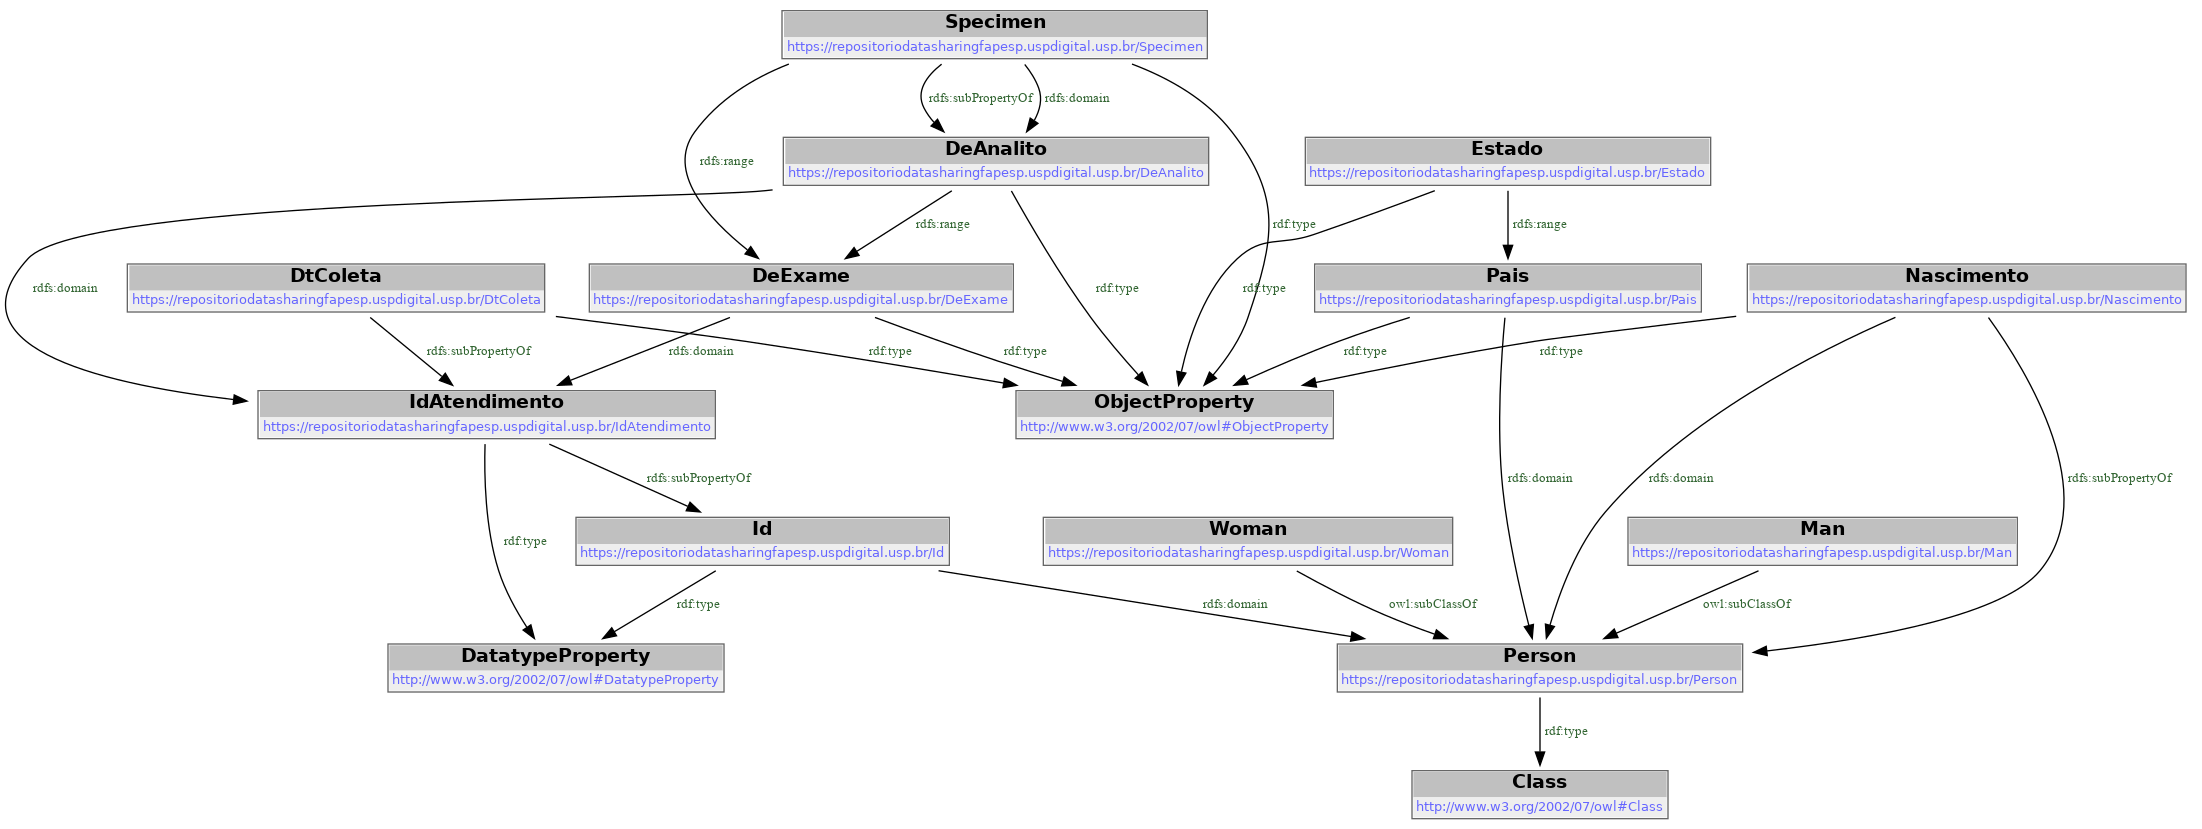 Specimen
https://repositoriodatasharingfapesp.uspdigital.usp.br/Specimen
rdfs:subPropertyOf
rdfs:domain
DeAnalito
https://repositoriodatasharingfapesp.uspdigital.usp.br/DeAnalito
Estado
https://repositoriodatasharingfapesp.uspdigital.usp.br/Estado
rdfs:range
rdfs:range
rdf:type
rdfs:range
DtColeta
https://repositoriodatasharingfapesp.uspdigital.usp.br/DtColeta
DeExame
https://repositoriodatasharingfapesp.uspdigital.usp.br/DeExame
Pais
https://repositoriodatasharingfapesp.uspdigital.usp.br/Pais
Nascimento
https://repositoriodatasharingfapesp.uspdigital.usp.br/Nascimento
rdfs:domain
rdf:type
rdf:type
rdfs:subPropertyOf
rdfs:domain
rdf:type
rdf:type
rdf:type
rdf:type
IdAtendimento
https://repositoriodatasharingfapesp.uspdigital.usp.br/IdAtendimento
ObjectProperty
http://www.w3.org/2002/07/owl#ObjectProperty
rdfs:subPropertyOf
rdfs:domain
rdfs:domain
rdfs:subPropertyOf
Id
https://repositoriodatasharingfapesp.uspdigital.usp.br/Id
Woman
https://repositoriodatasharingfapesp.uspdigital.usp.br/Woman
Man
https://repositoriodatasharingfapesp.uspdigital.usp.br/Man
rdf:type
rdf:type
rdfs:domain
owl:subClassOf
owl:subClassOf
DatatypeProperty
http://www.w3.org/2002/07/owl#DatatypeProperty
Person
https://repositoriodatasharingfapesp.uspdigital.usp.br/Person
rdf:type
Class
http://www.w3.org/2002/07/owl#Class